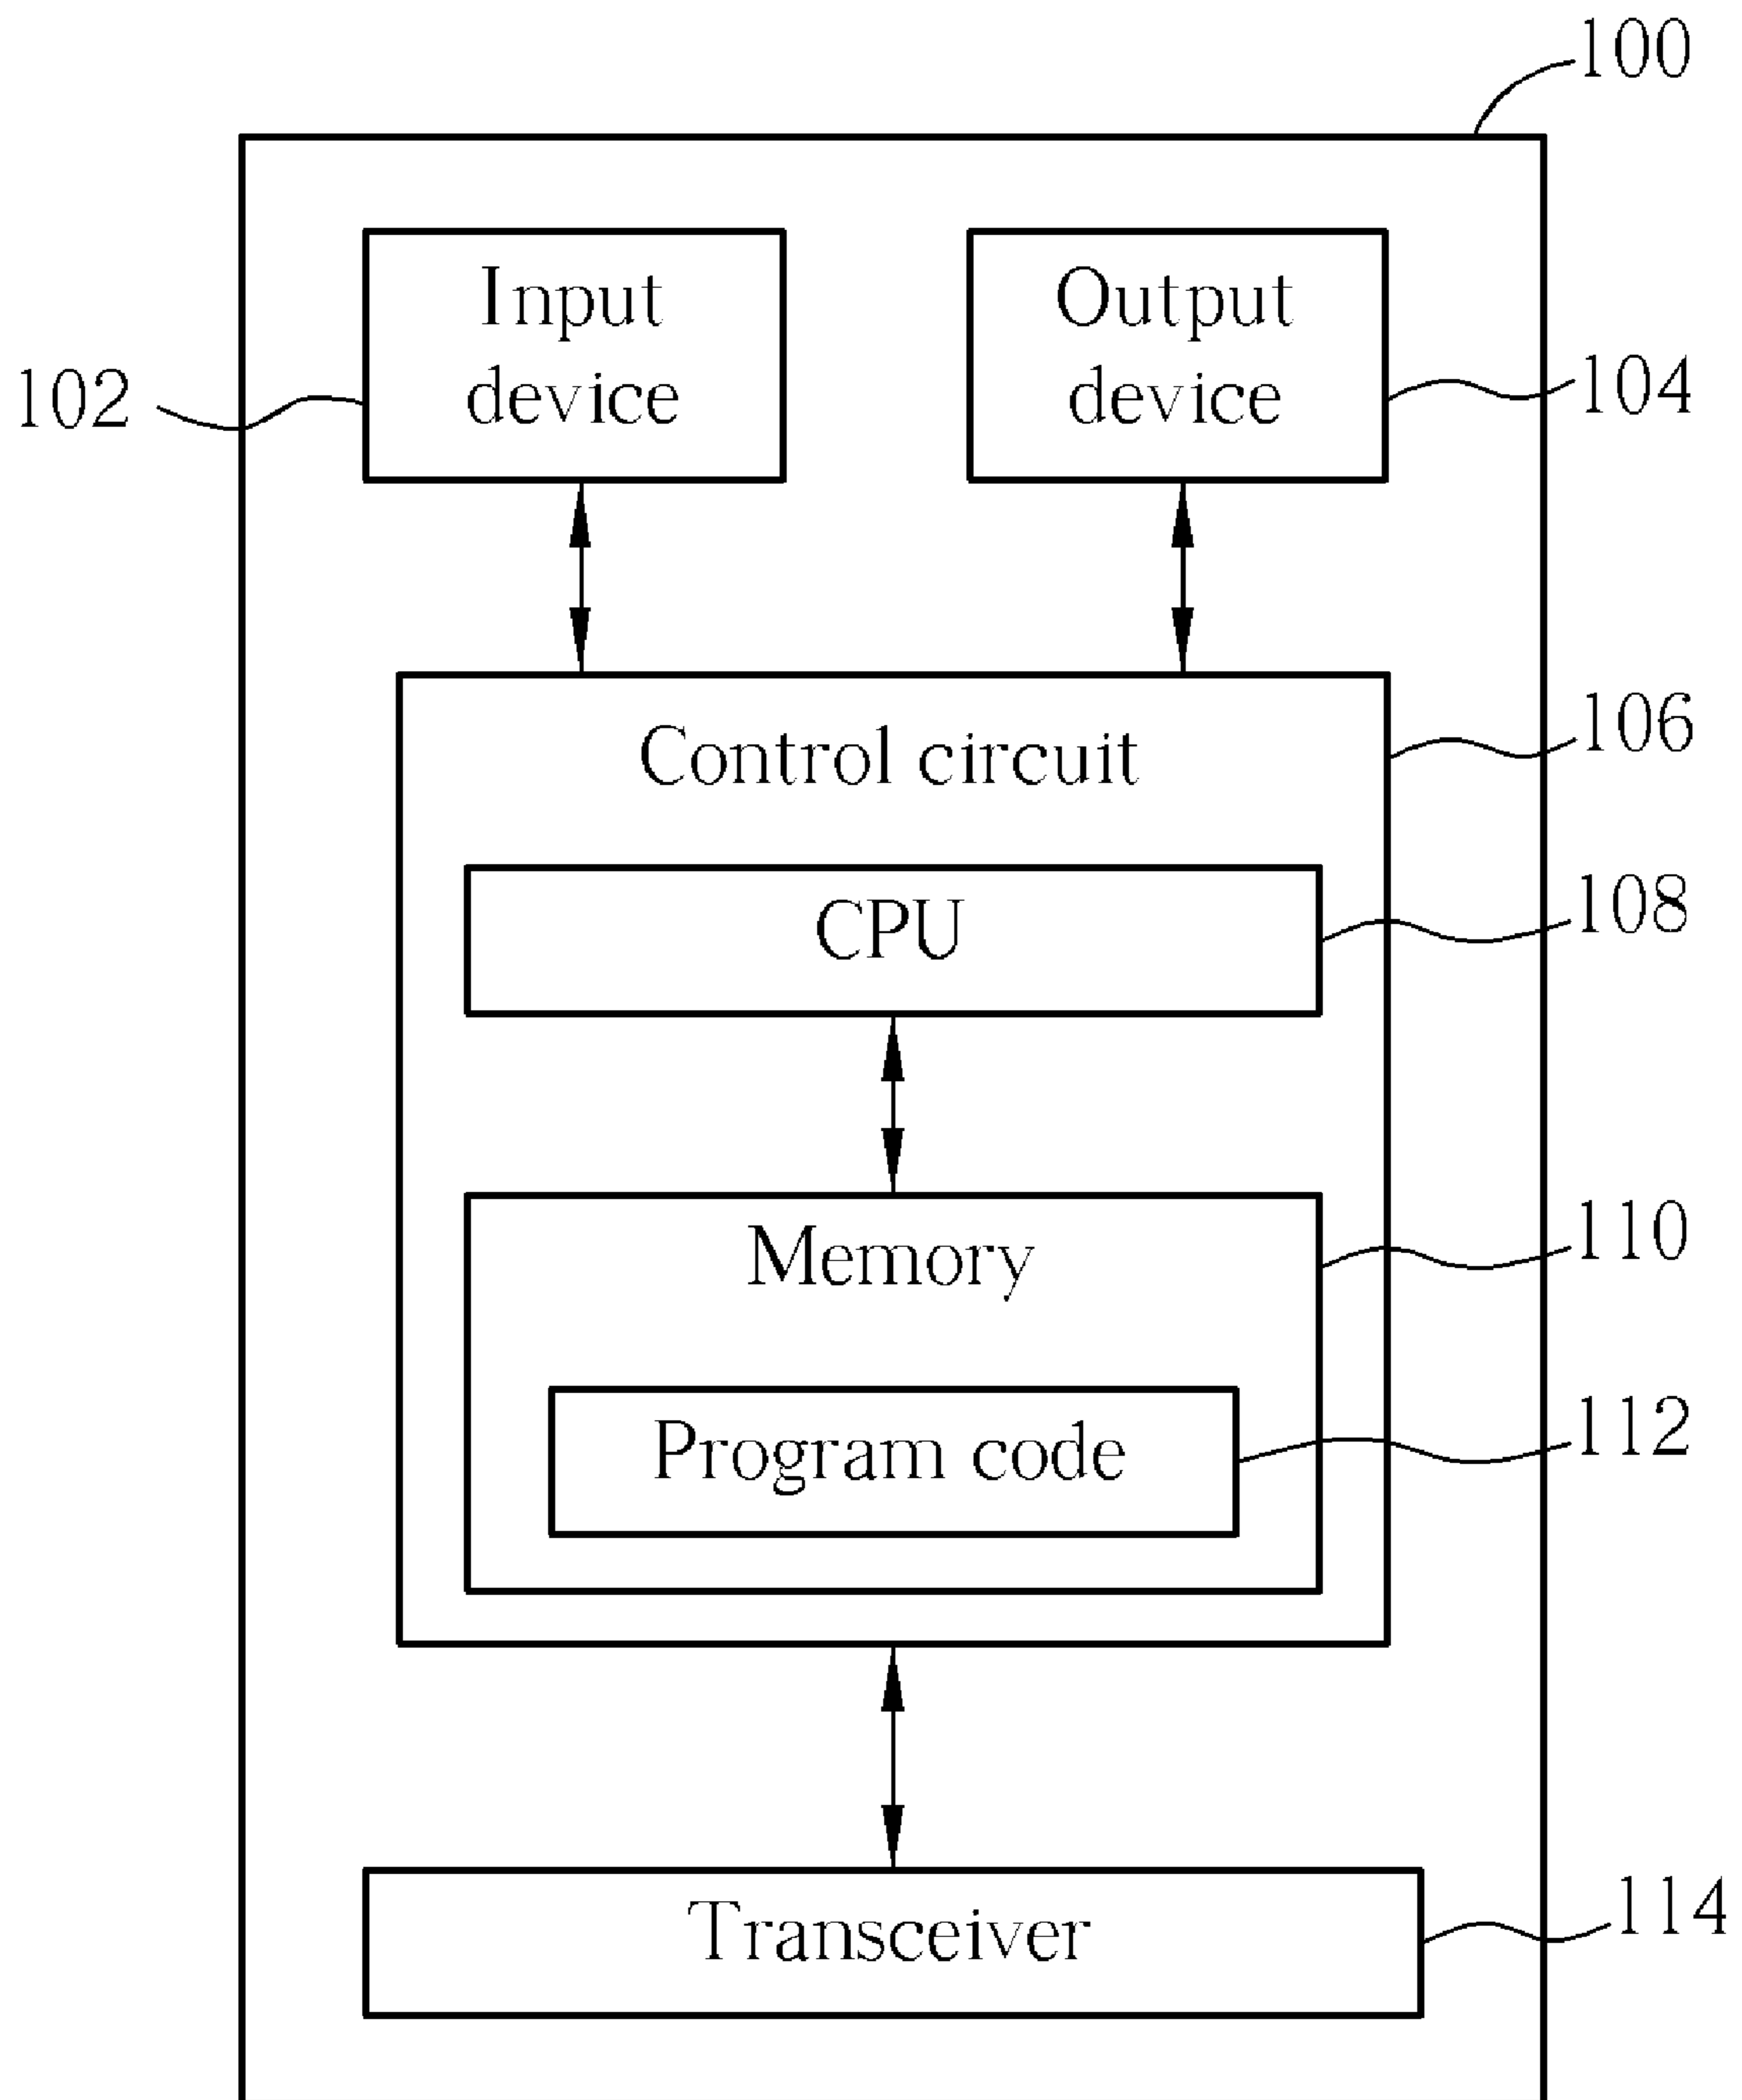 100
Input
device
Output
device
102
104
Control circuit
106
CPU
108
Memory
110
Program code
112
Transceiver
114